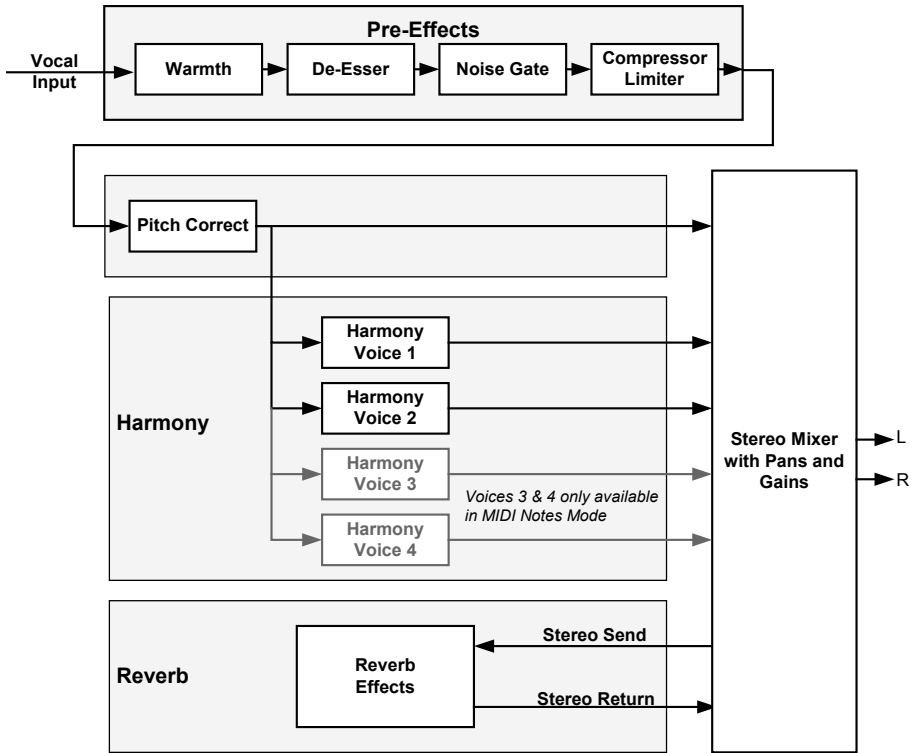 Pre-Effects
Vocal
Input
Warmth
De-Esser
Noise Gate
Compressor
Limiter
Pitch Correct
Harmony
Harmony
Voice 1
Harmony
Voice 2
Harmony
Voice 3
Harmony
Voice 4
Voices 3 & 4 only available
in MIDI Notes Mode
Stereo Mixer
with Pans and
Gains
L
R
Reverb
Reverb
Effects
Stereo Send
Stereo Return